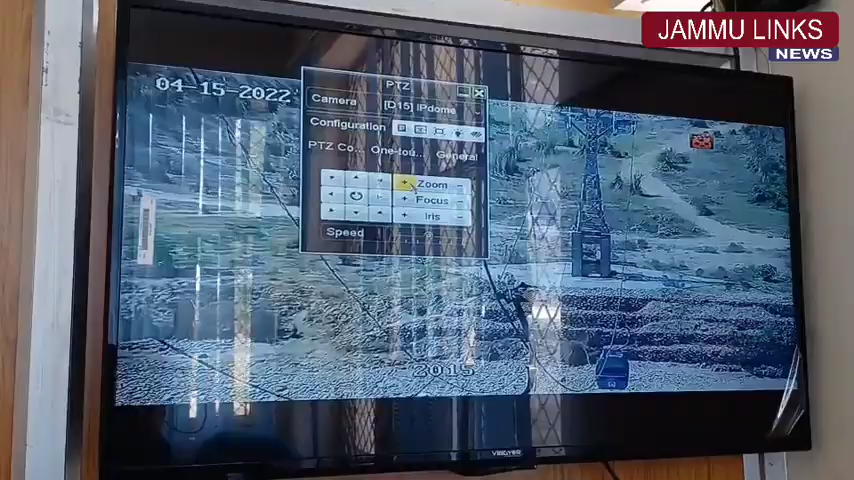 JAMMU LINKS
NEWS
04-15-2022
PTZ
Camera [D15] IPdome
Configuration
PTZ Co... One-tou... General
+ Zoom -
+ Focus -
+ Iris -
Speed
2015